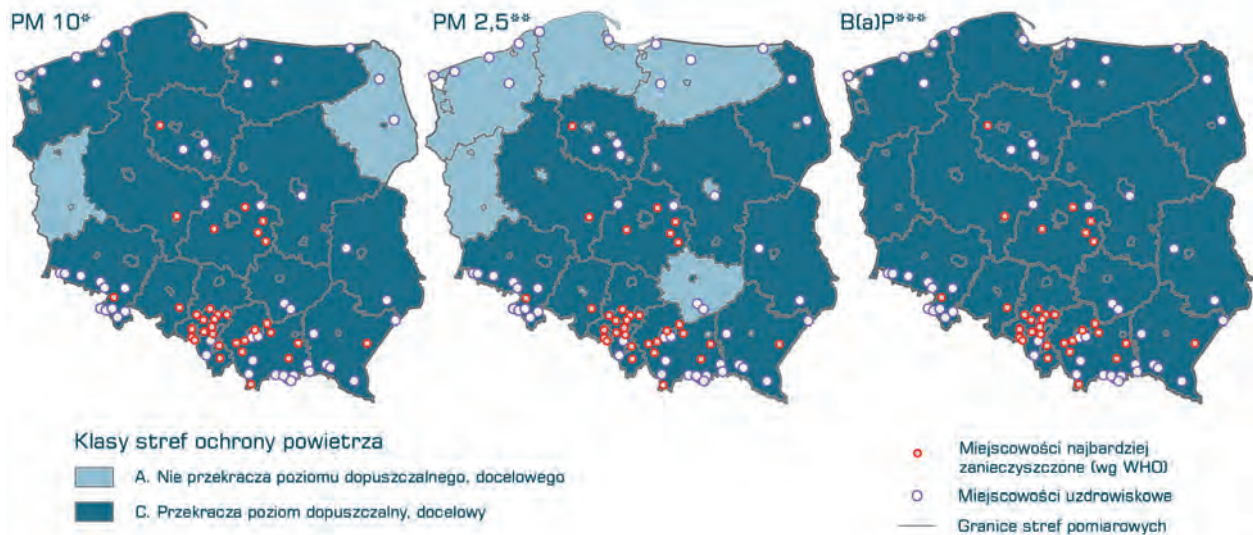 PM 10*
PM 2,5**
B(a)P***
Klasy stref ochrony powietrza
A. Nie przekracza poziomu dopuszczalnego, docelowego
C. Przekracza poziom dopuszczalny, docelowy
Miejscowości najbardziej
zanieczyszczone (wg WHO)
Miejscowości uzdrowiskowe
Granice stref pomiarowych